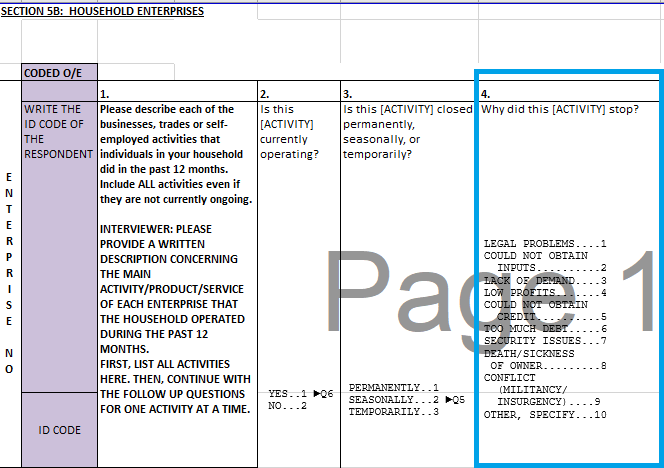 SECTION 5B: HOUSEHOLD ENTERPRISES
CODED O/E
ENTERPRISE NO
WRITE THE
ID CODE OF
THE
RESPONDENT
ID CODE
1.
Please describe each of the
businesses, trades or self-
employed activities that
individuals in your household
did in the past 12 months.
Include ALL activities even if
they are not currently ongoing.
INTERVIEWER: PLEASE
PROVIDE A WRITTEN
DESCRIPTION CONCERNING
THE MAIN
ACTIVITY/PRODUCT/SERVICE
OF EACH ENTERPRISE THAT
THE HOUSEHOLD OPERATED
DURING THE PAST 12
MONTHS.
FIRST, LIST ALL ACTIVITIES
HERE. THEN, CONTINUE WITH
THE FOLLOW UP QUESTIONS
FOR ONE ACTIVITY AT A TIME.
2.
Is this
[ACTIVITY]
currently
operating?
YES..1 ►Q6
NO...2
3.
Is this [ACTIVITY] closed
permanently,
seasonally, or
temporarily?
PERMANENTLY..1
SEASONALLY...2 ►Q5
TEMPORARILY..3
4.
Why did this [ACTIVITY] stop?
LEGAL PROBLEMS....1
COULD NOT OBTAIN
INPUTS..........2
LACK OF DEMAND....3
LOW PROFITS.......4
COULD NOT OBTAIN
CREDIT..........5
TOO MUCH DEBT.....6
SECURITY ISSUES...7
DEATH/SICKNESS
OF OWNER.........8
CONFLICT
(MILITANCY/
INSURGENCY)....9
OTHER, SPECIFY...10
Page 1